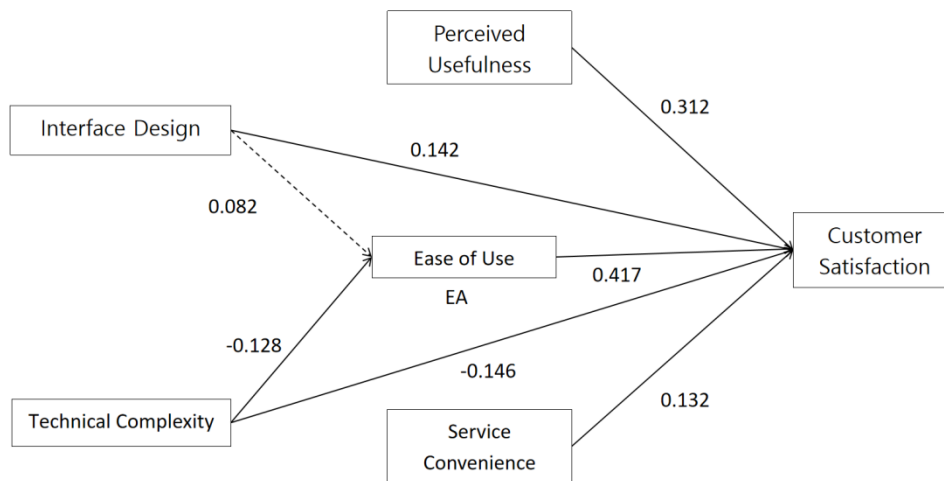 Perceived
Usefulness
0.312
Interface Design
0.142
0.082
Customer
Satisfaction
Ease of Use
0.417
EA
-0.128
-0.146
0.132
Technical Complexity
Service
Convenience